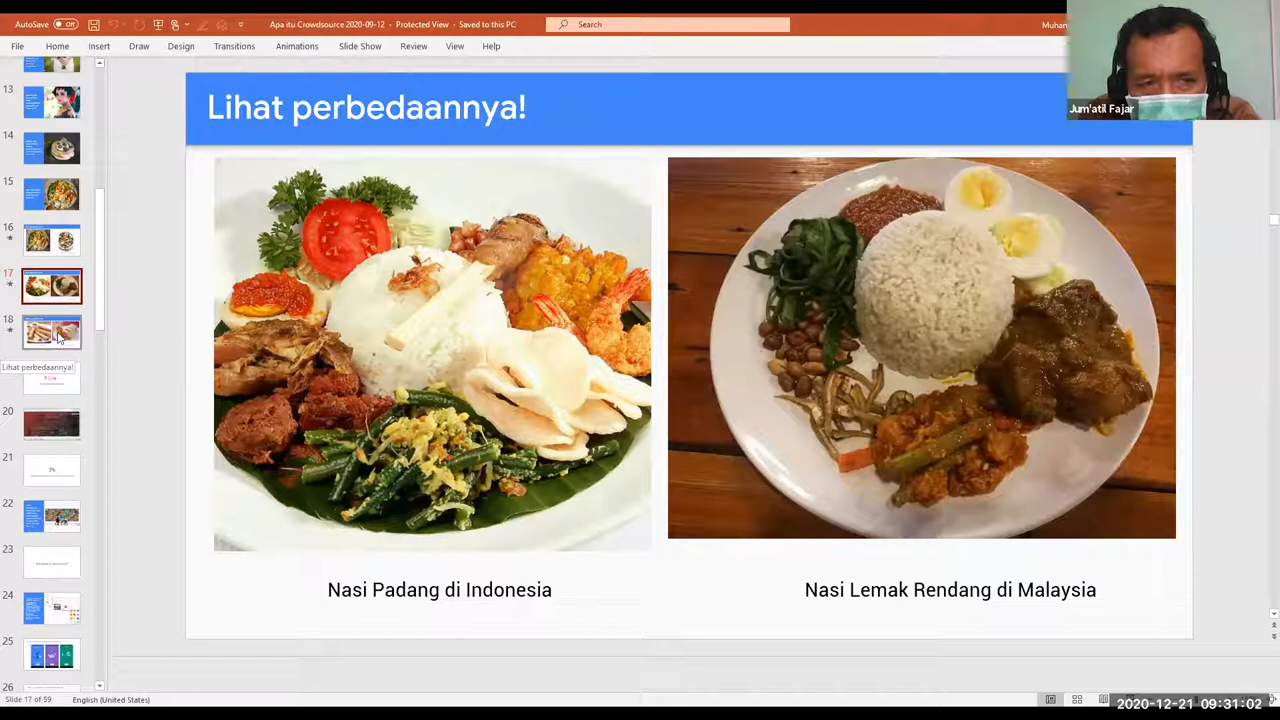 AutoSave Off
Apa itu Crowdsource 2020-09-12 - Protected View - Saved to this PC
Search
File Home Insert Draw Design Transitions Animations Slide Show Review View Help
Jum'atil Fajar
Lihat perbedaannya!
13
14
15
16
17
18
Lihat perbedaannya!
20
21
22
23
24
25
26
Nasi Padang di Indonesia
Nasi Lemak Rendang di Malaysia
Slide 17 of 59
English (United States)
2020-12-21 09:31:02